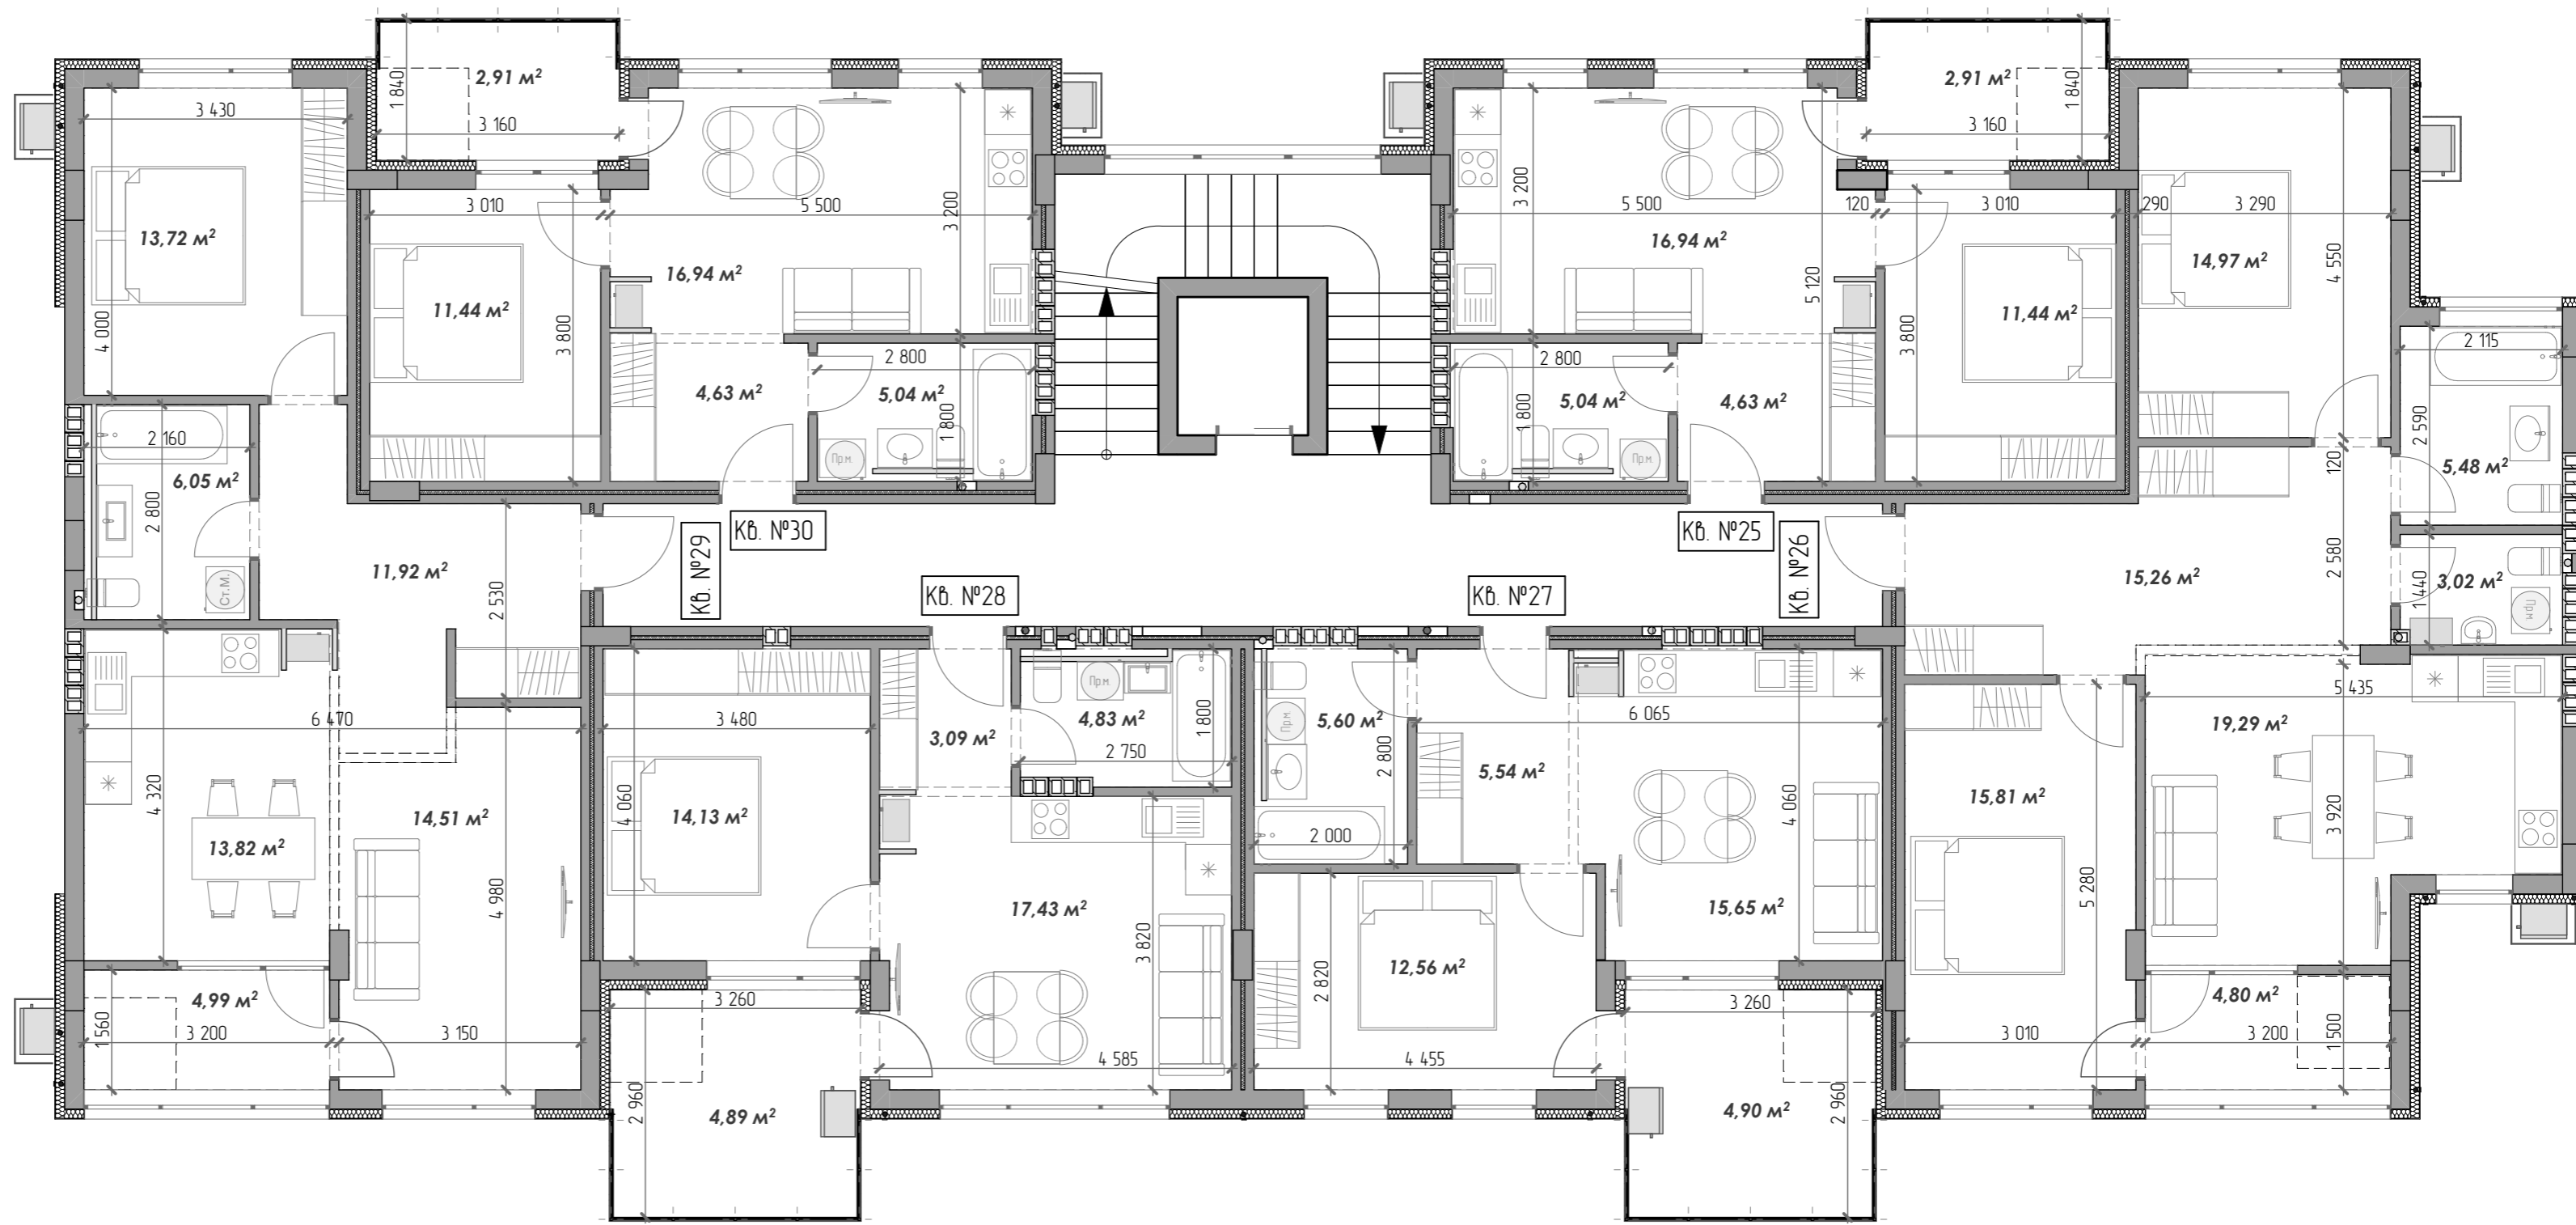 2,91 м²
1 840
3 160
3 430
13,72 м²
4 000
3 010
11,44 м²
3 800
5 500
3 200
16,94 м²
4,63 м²
2 800
5,04 м²
1 800
Пр.м.
2 160
6,05 м²
2 800
Ст.М.
11,92 м²
2 530
Кв. №29
Кв. №30
2,91 м²
1 840
3 160
3 200
5 500
120
3 010
290
3 290
16,94 м²
5 120
11,44 м²
3 800
14,97 м²
4 550
2 800
5,04 м²
1 800
4,63 м²
Пр.м.
2 115
2 590
5,48 м²
120
2 580
15,26 м²
1 440
3,02 м²
Пр.м.
Кв. №25
Кв. №26
Кв. №28
Кв. №27
6 470
4 320
13,82 м²
14,51 м²
4 980
4,99 м²
1 560
3 200
3 150
3 480
4 060
14,13 м²
3,09 м²
Пр.м.
4,83 м²
1 800
2 750
17,43 м²
3 820
3 260
4 585
2 960
4,89 м²
5,60 м²
Пр.м.
2 800
2 000
6 065
5,54 м²
4 060
15,65 м²
12,56 м²
2 820
4 455
3 260
4,90 м²
2 960
5 435
19,29 м²
15,81 м²
3 920
5 280
4,80 м²
3 010
3 200
1 500